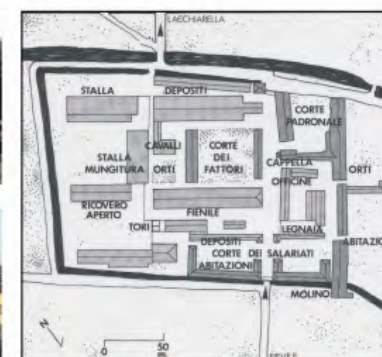 LACCHIARELLA
STALLA
DEPOSITI
CORTE
PADRONALE
CAVALLI
STALLA
MUNGITURA
ORTI
CORTE
DEI
FATTORI
CAPPELLA
OFFICINE
ORTI
RICOVERO
APERTO
FIENILE
TORI
LEGNAIA
DEPOSITI
CORTE DEI SALARIATI
ABITAZIONI
ABITAZI
MOLINO
N
0 50
m